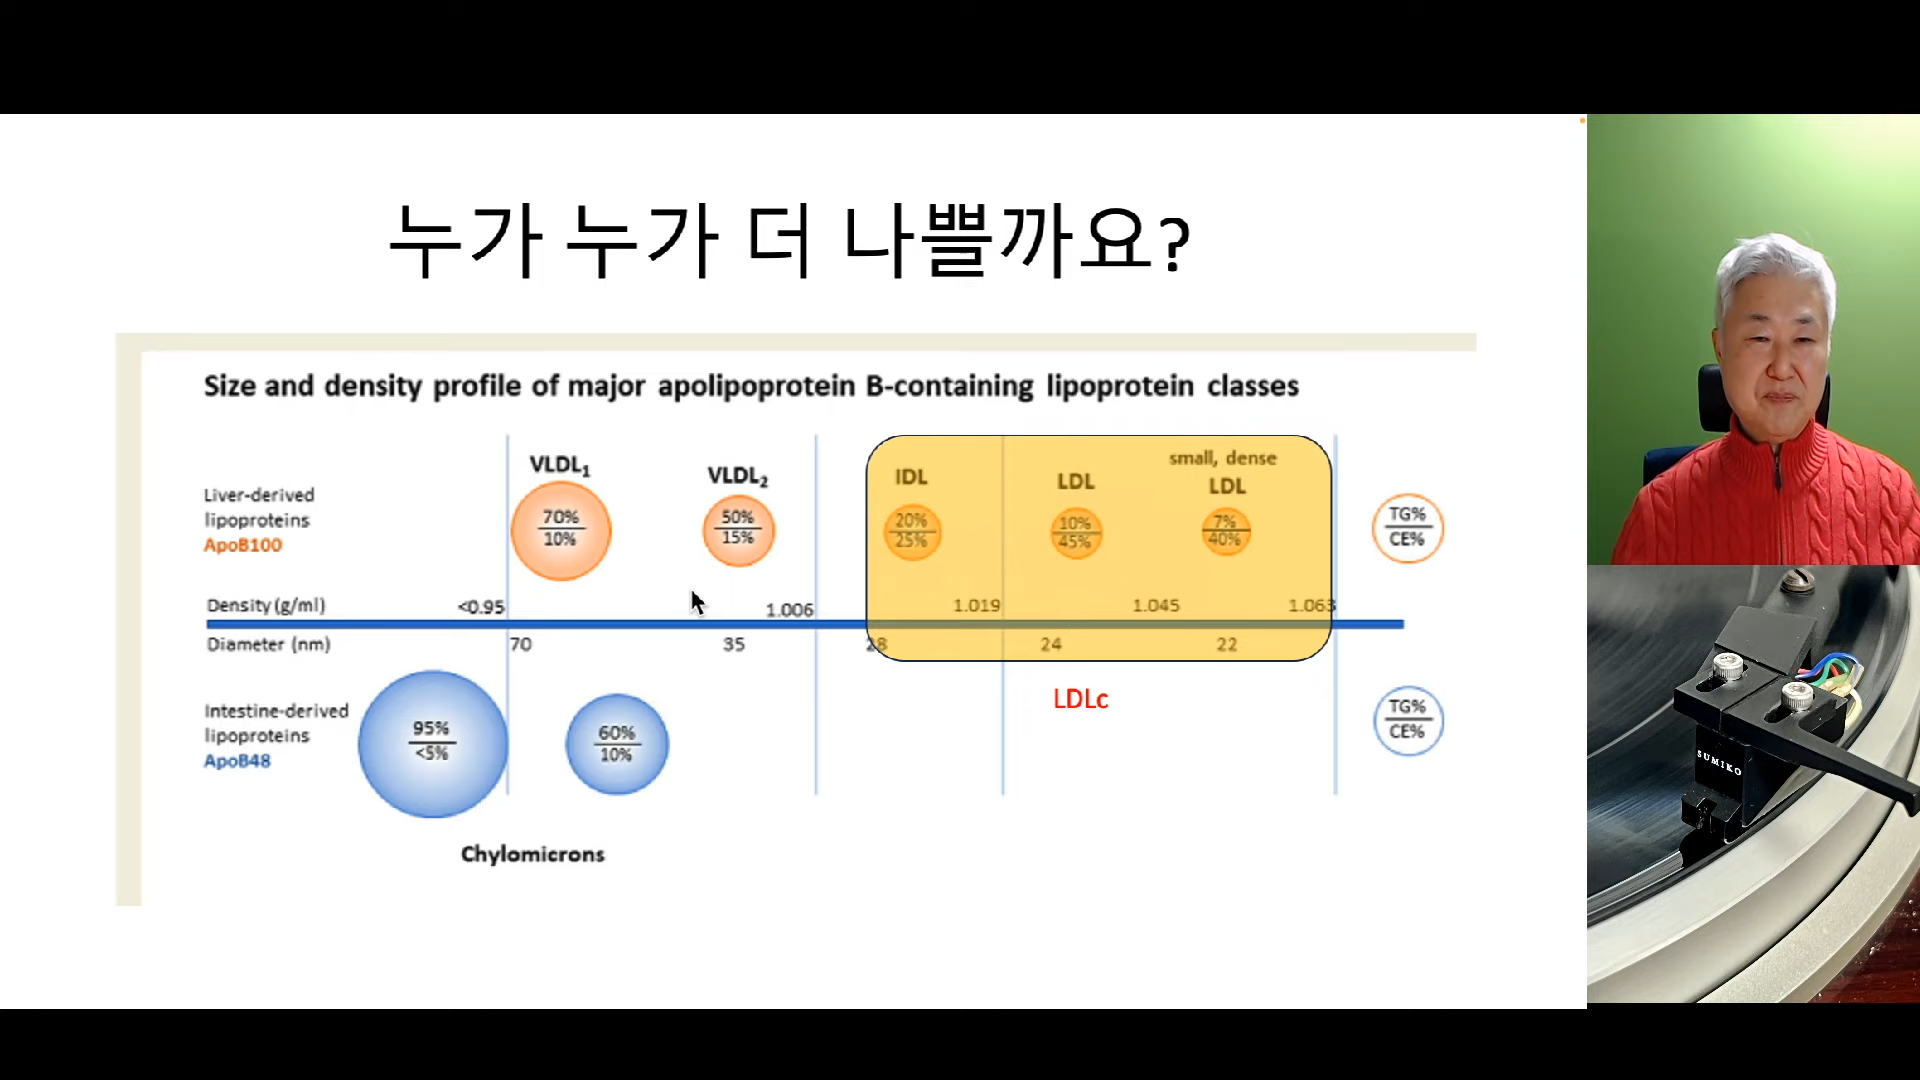 누가 누가 더 나쁠까요?
Size and density profile of major apolipoprotein B-containing lipoprotein classes
VLDL1
VLDL2
IDL
LDL
small, dense
LDL
Liver-derived
lipoproteins
ApoB100
70%
10%
50%
15%
20%
25%
10%
45%
7%
40%
TG%
CE%
Density (g/ml)
<0.95
1.006
1.019
1.045
1.063
Diameter (nm)
70
35
28
24
22
LDLc
Intestine-derived
lipoproteins
ApoB48
95%
<5%
60%
10%
TG%
CE%
Chylomicrons
SUMIKO